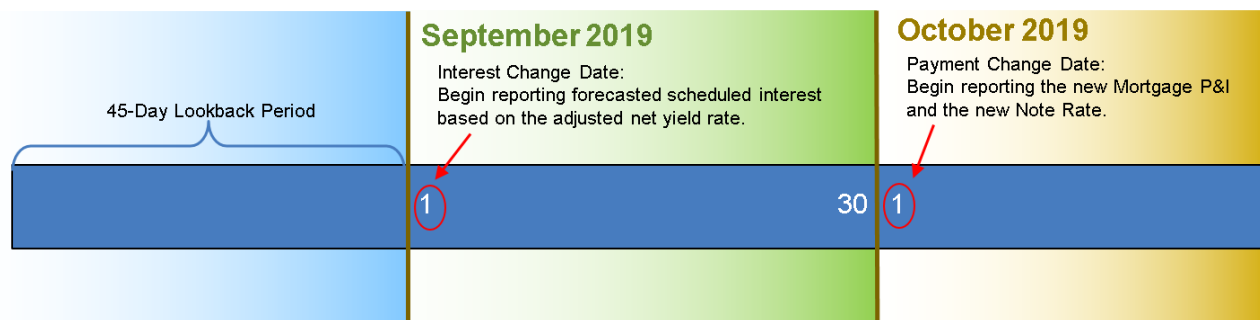 45-Day Lookback Period
September 2019
Interest Change Date:
Begin reporting forecasted scheduled interest
based on the adjusted net yield rate.
October 2019
Payment Change Date:
Begin reporting the new Mortgage P&I
and the new Note Rate.
1
30
1